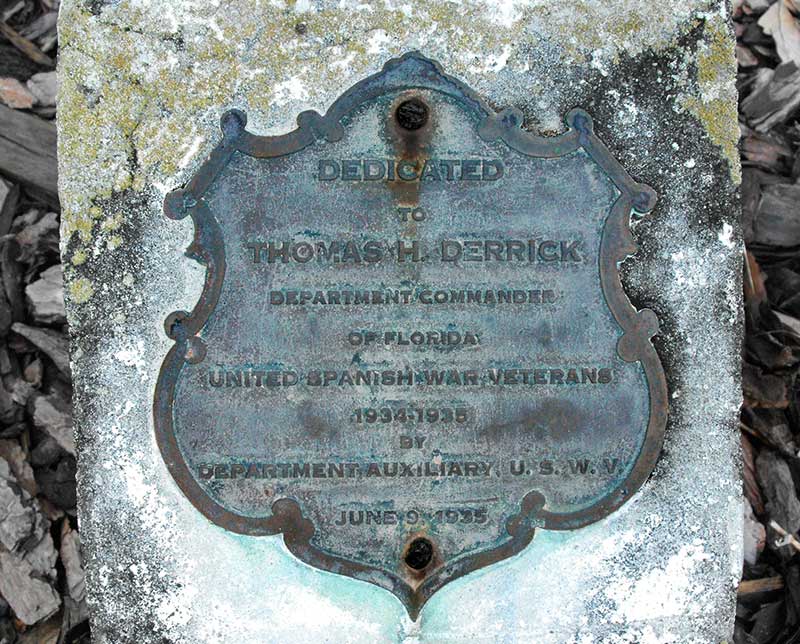 DEDICATED
TO
THOMAS H. DERRICK
DEPARTMENT COMMANDER
OF FLORIDA
UNITED SPANISH WAR VETERANS
1934-1935
BY
DEPARTMENT AUXILIARY, U. S. W. V.
JUNE 9, 1935